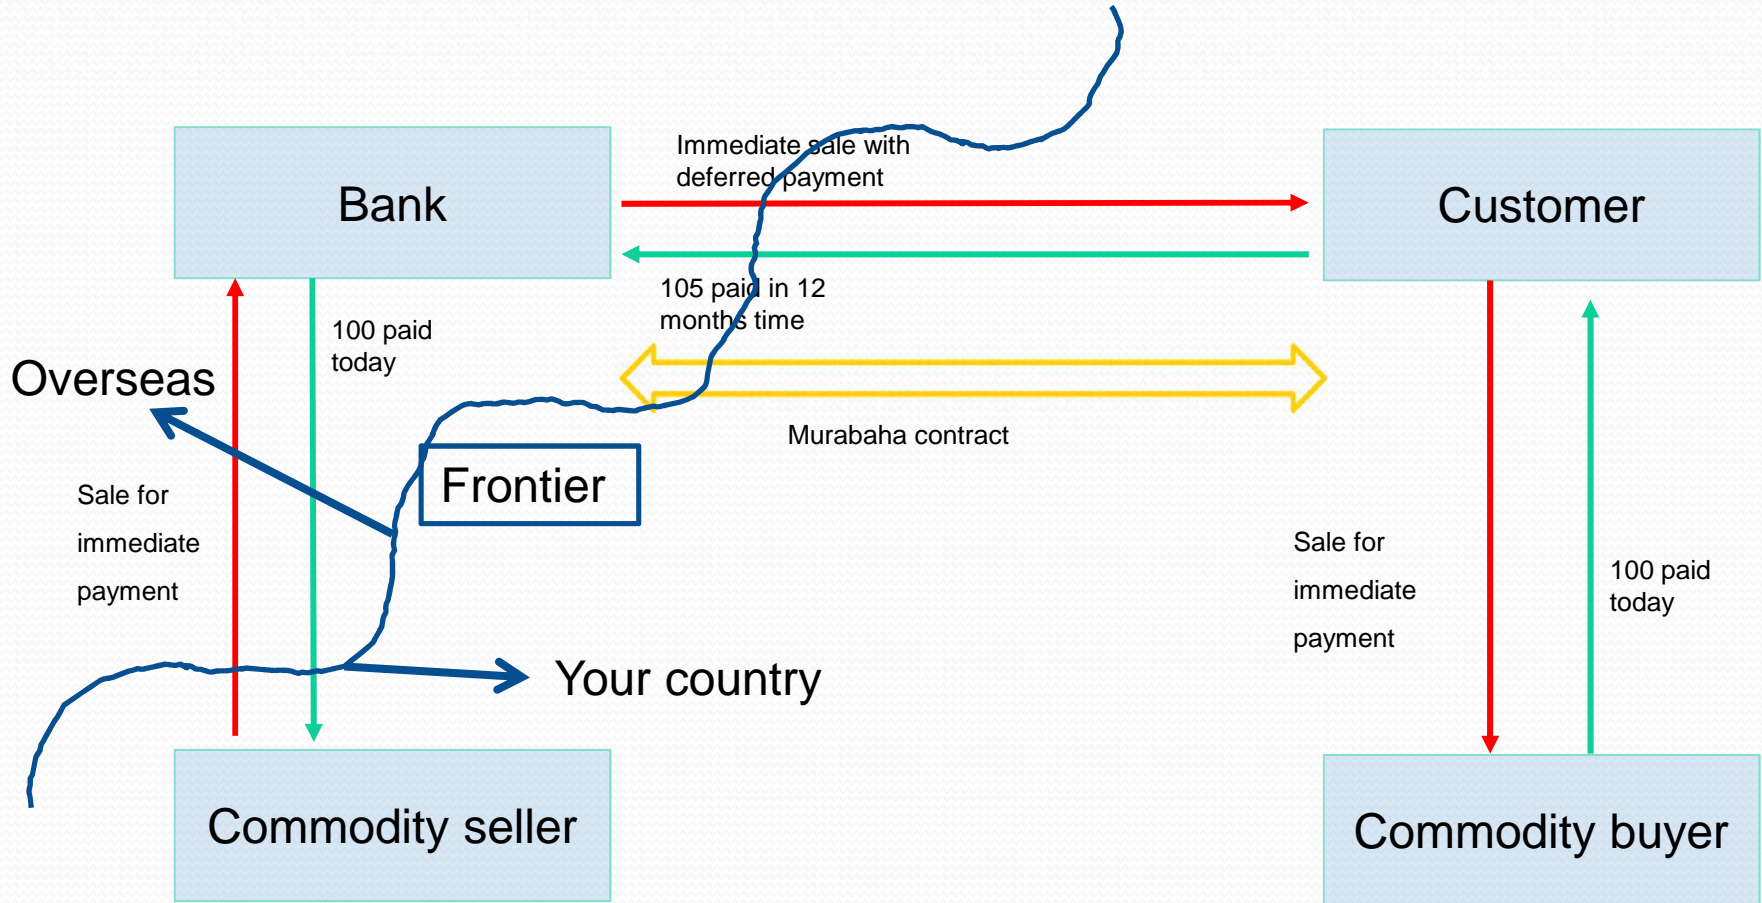 Immediate sale with
deferred payment
Bank
Customer
105 paid in 12
months time
100 paid
today
Overseas
Murabaha contract
Frontier
Sale for
immediate
payment
Sale for
immediate
payment
100 paid
today
Your country
Commodity seller
Commodity buyer